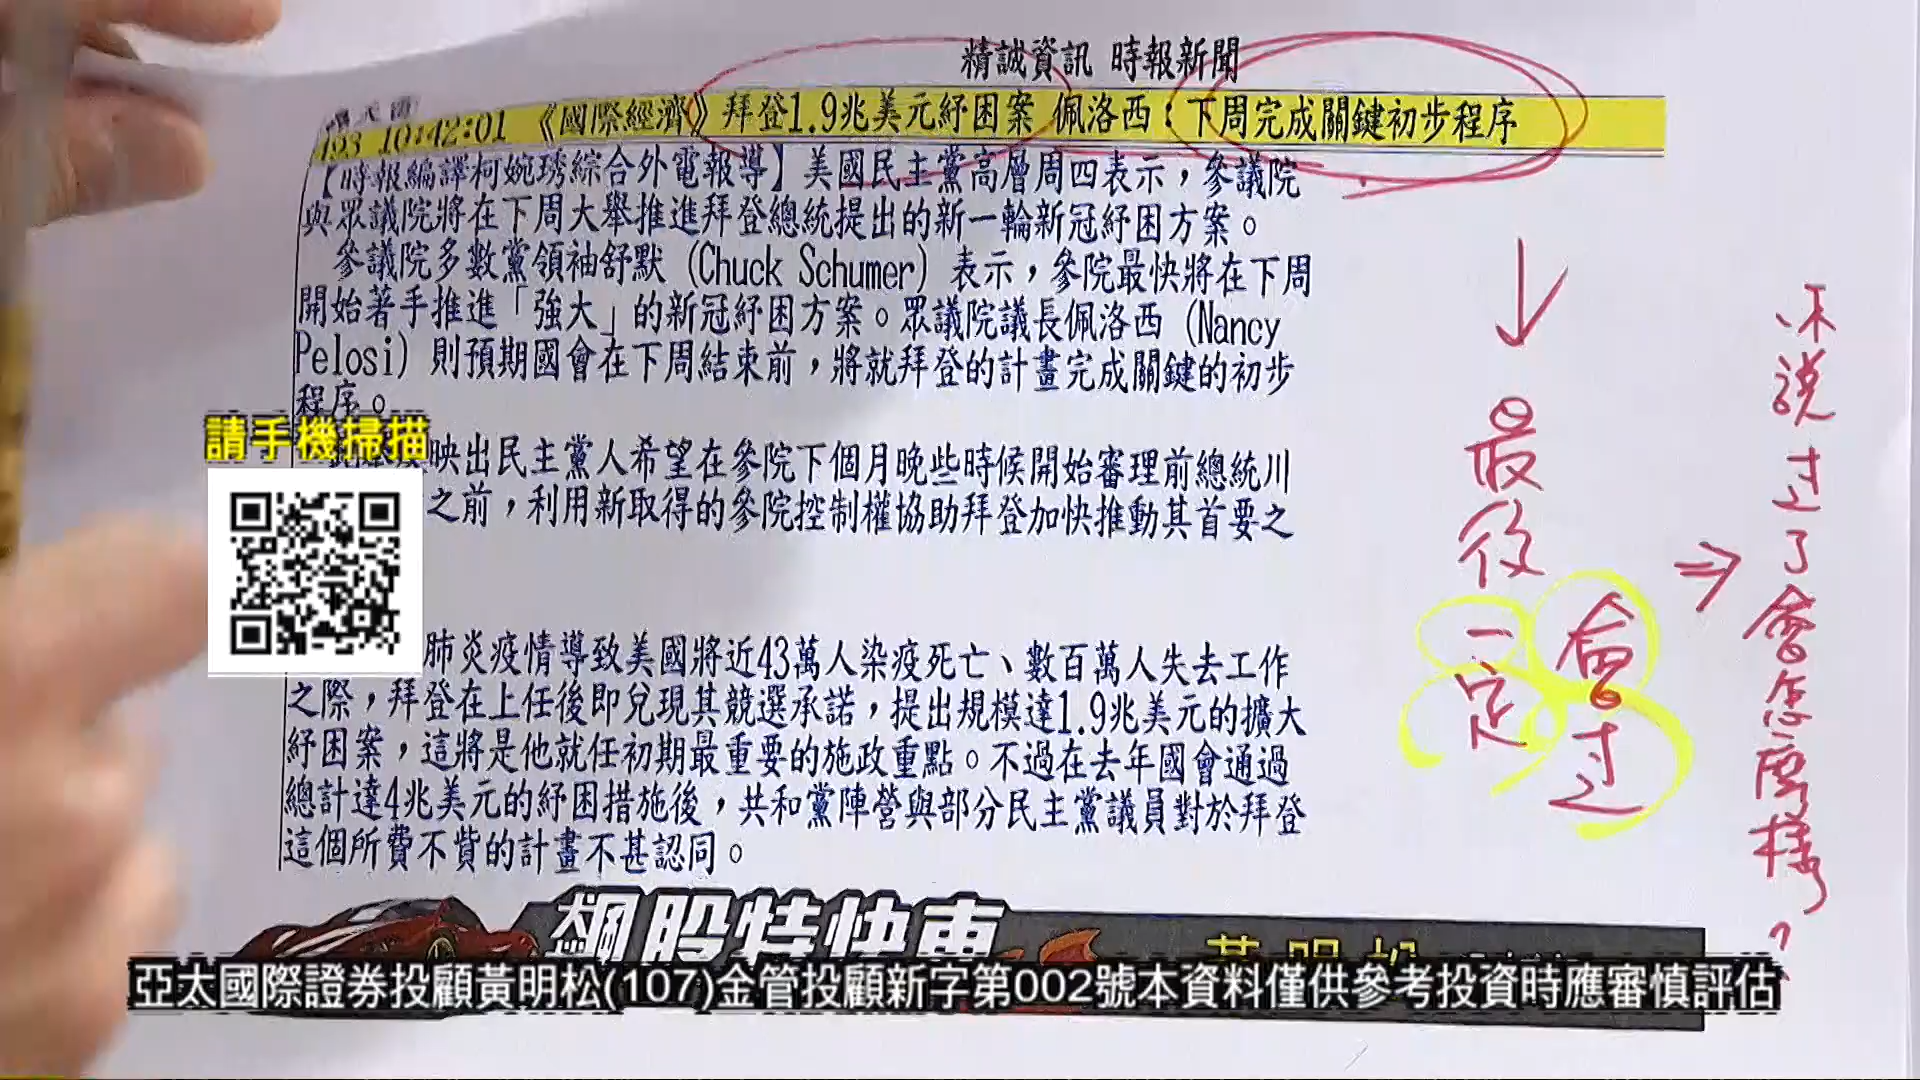 精誠資訊 時報新聞
193 10:42:01 《國際經濟》拜登1.9兆美元紓困案 佩洛西：下周完成關鍵初步程序
【時報編譯柯婉琇綜合外電報導】美國民主黨高層周四表示，參議院
與眾議院將在下周大舉推進拜登總統提出的新一輪新冠紓困方案。
參議院多數黨領袖舒默（Chuck Schumer）表示，參院最快將在下周
開始著手推進「強大」的新冠紓困方案。眾議院議長佩洛西（Nancy
Pelosi）則預期國會在下周結束前，將就拜登的計畫完成關鍵的初步
程序。
映出民主黨人希望在參院下個月晚些時候開始審理前總統川
之前，利用新取得的參院控制權協助拜登加快推動其首要之
肺炎疫情導致美國將近43萬人染疫死亡、數百萬人失去工作
之際，拜登在上任後即兌現其競選承諾，提出規模達1.9兆美元的擴大
紓困案，這將是他就任初期最重要的施政重點。不過在去年國會通過
總計達4兆美元的紓困措施後，共和黨陣營與部分民主黨議員對於拜登
這個所費不貲的計畫不甚認同。
最後一定
會过
⇒
不說过了會怎麼樣？
請手機掃描
飆股特快車
黃明松
亞太國際證券投顧黃明松(107)金管投顧新字第002號本資料僅供參考投資時應審慎評估